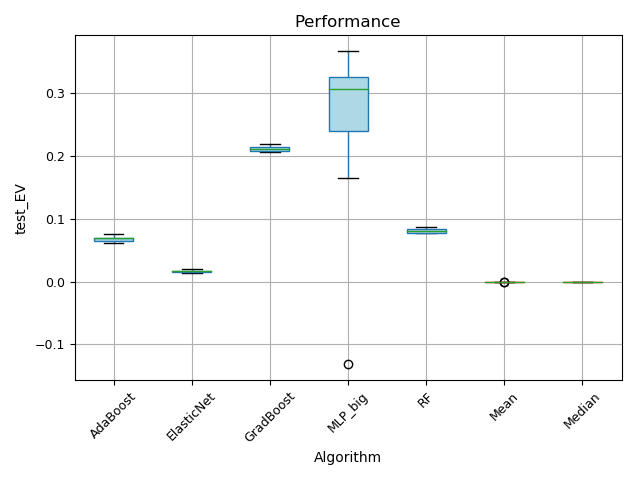 Performance
test_EV
0.3
0.2
0.1
0.0
−0.1
AdaBoost
ElasticNet
GradBoost
MLP_big
RF
Mean
Median
Algorithm